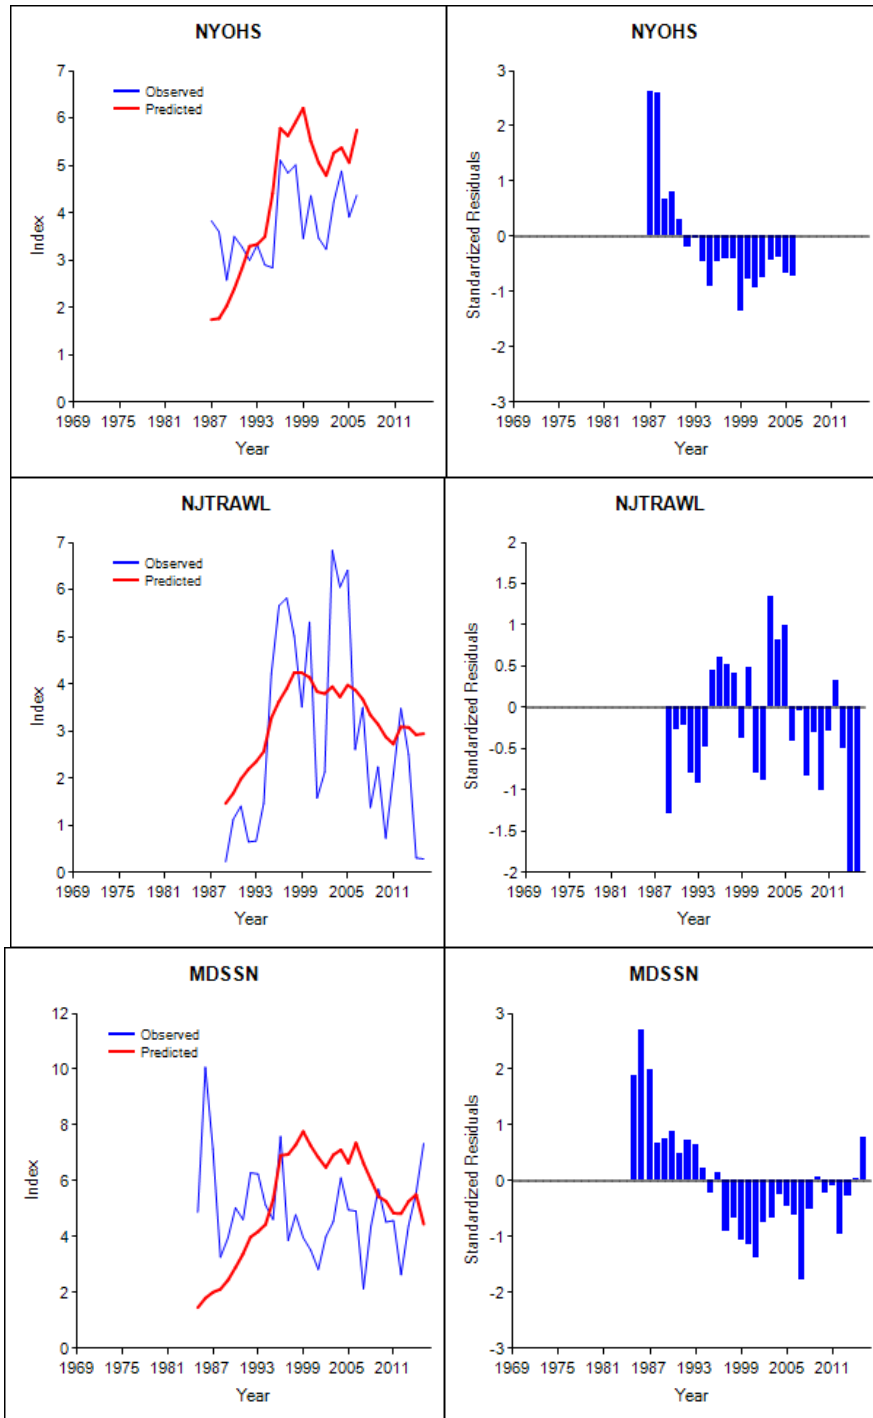 NYOHS
7
6
5
4
3
2
1
0
Index
Observed
Predicted
1969 1975 1981 1987 1993 1999 2005 2011
Year
NYOHS
3
2
1
0
-1
-2
-3
Standardized Residuals
1969 1975 1981 1987 1993 1999 2005 2011
Year
NJTRAWL
7
6
5
4
3
2
1
0
Index
Observed
Predicted
1969 1975 1981 1987 1993 1999 2005 2011
Year
NJTRAWL
2
1.5
1
0.5
0
-0.5
-1
-1.5
-2
Standardized Residuals
1969 1975 1981 1987 1993 1999 2005 2011
Year
MDSSN
12
10
8
6
4
2
0
Index
Observed
Predicted
1969 1975 1981 1987 1993 1999 2005 2011
Year
MDSSN
3
2
1
0
-1
-2
-3
Standardized Residuals
1969 1975 1981 1987 1993 1999 2005 2011
Year